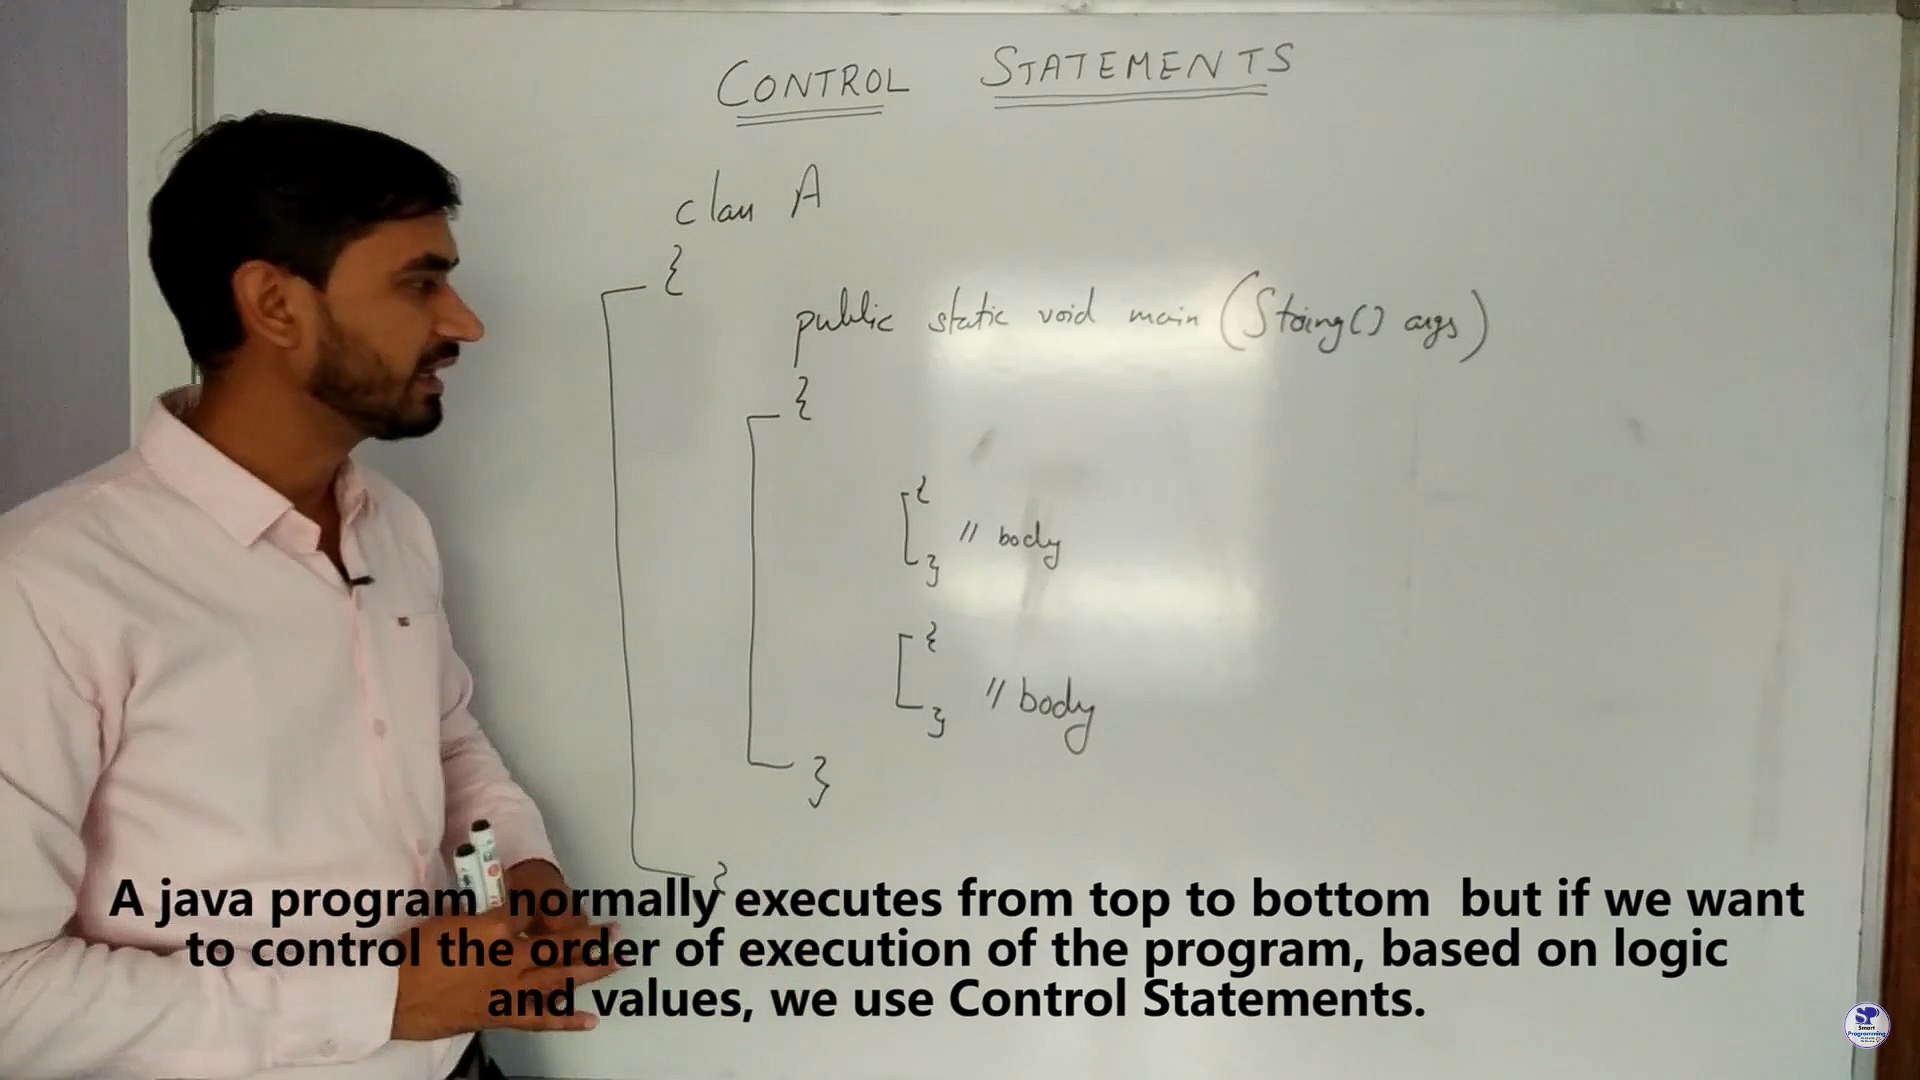 CONTROL STATEMENTS
class A
{
public static void main (String[] args)
{
{
// body
}
{
// body
}
}
}
A java program normally executes from top to bottom but if we want
to control the order of execution of the program, based on logic
and values, we use Control Statements.
SP
Smart
Programming